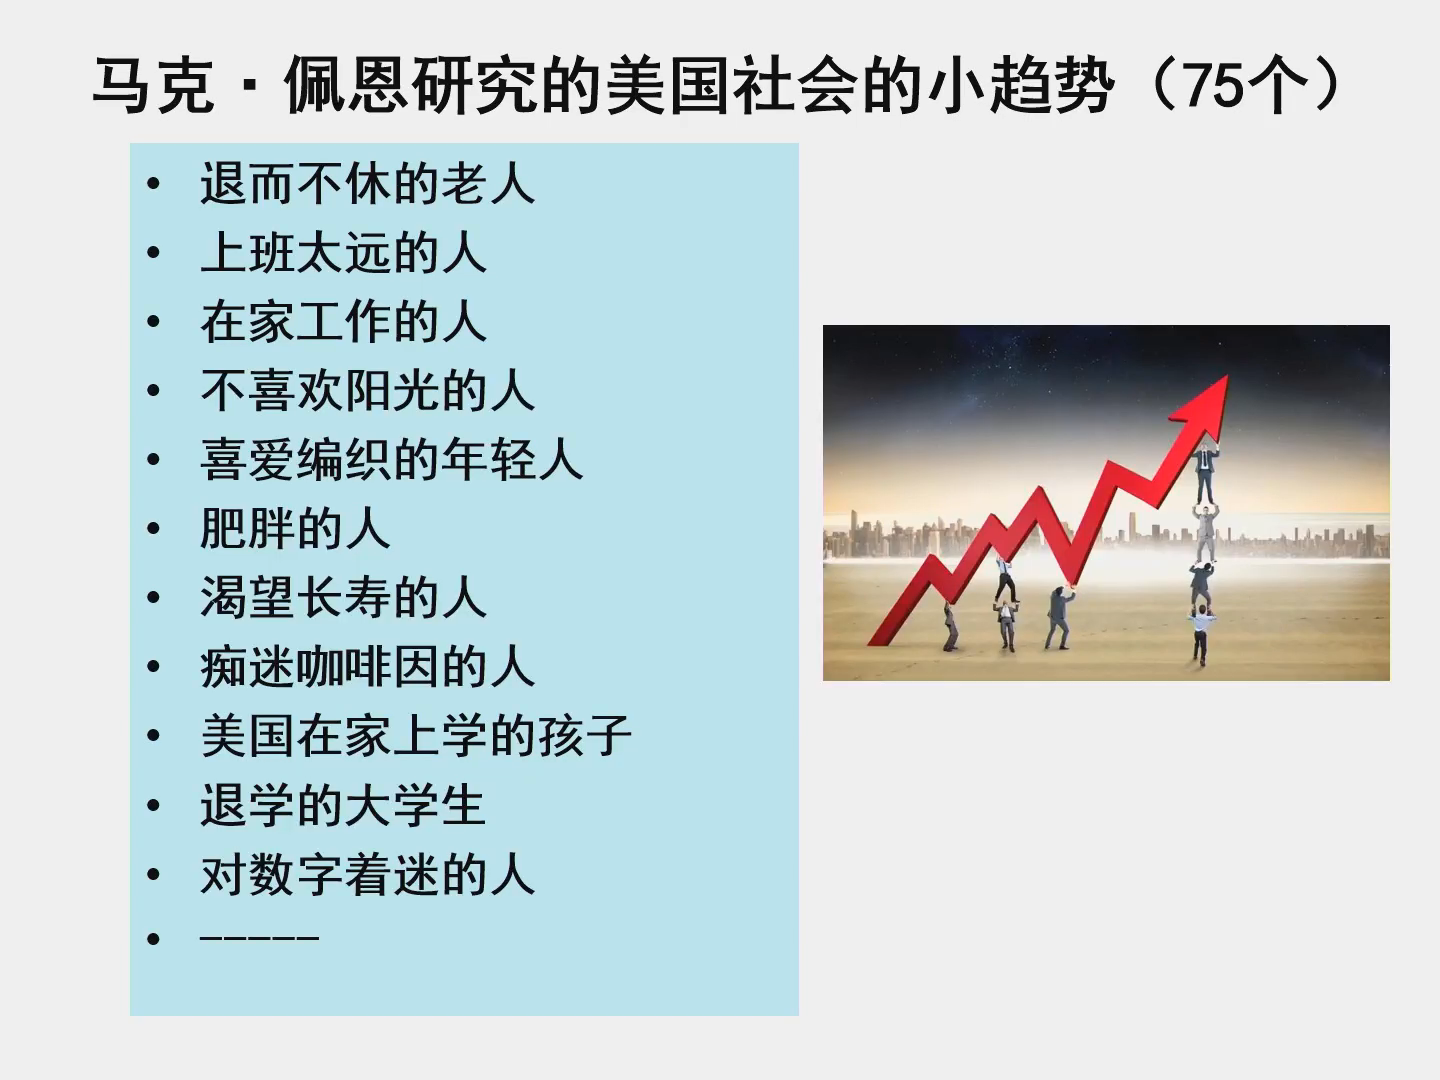 马克·佩恩研究的美国社会的小趋势（75个）
• 退而不休的老人
• 上班太远的人
• 在家工作的人
• 不喜欢阳光的人
• 喜爱编织的年轻人
• 肥胖的人
• 渴望长寿的人
• 痴迷咖啡因的人
• 美国在家上学的孩子
• 退学的大学生
• 对数字着迷的人
• -----